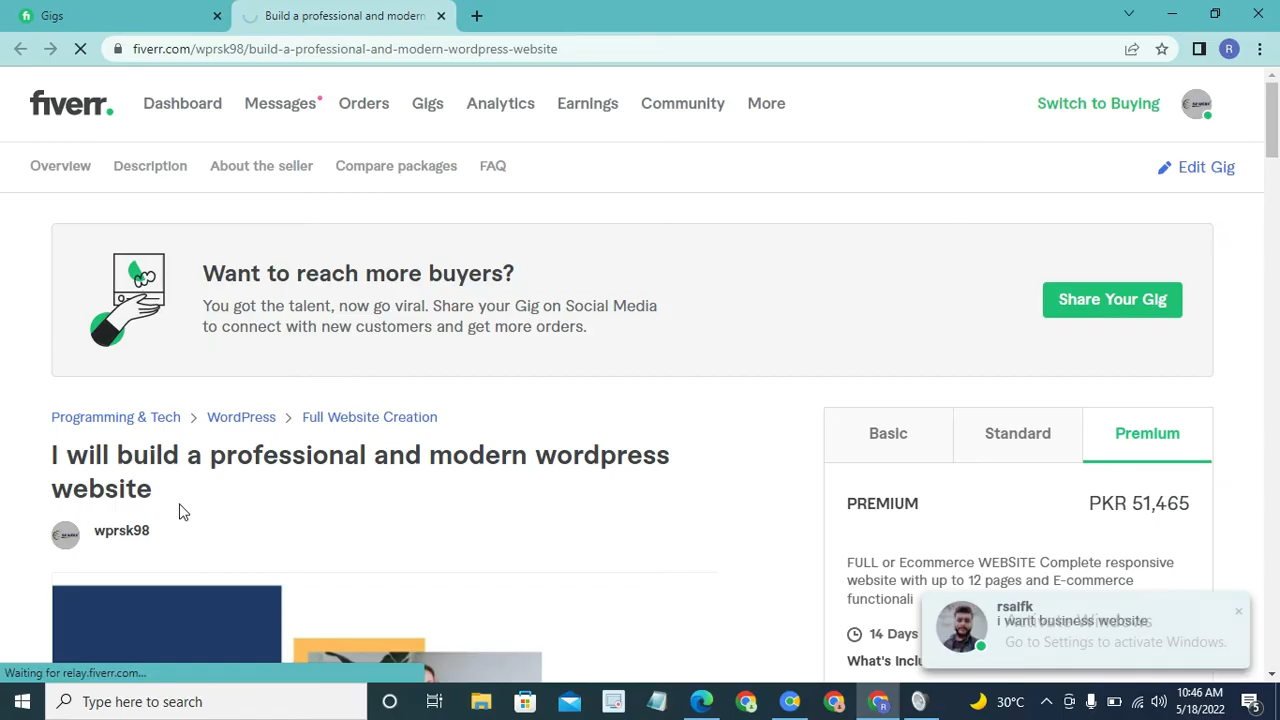 Gigs
Build a professional and modern
fiverr.com/wprsk98/build-a-professional-and-modern-wordpress-website
R
fiverr.
Dashboard Messages Orders Gigs Analytics Earnings Community More
Switch to Buying
Overview Description About the seller Compare packages FAQ
Edit Gig
Want to reach more buyers?
You got the talent, now go viral. Share your Gig on Social Media
to connect with new customers and get more orders.
Share Your Gig
Programming & Tech > WordPress > Full Website Creation
I will build a professional and modern wordpress
website
wprsk98
Basic Standard Premium
PREMIUM PKR 51,465
FULL or Ecommerce WEBSITE Complete responsive
website with up to 12 pages and E-commerce
functionali
14 Days
What's Inclu
rsalfk
i want business website
Activate Windows
Go to Settings to activate Windows.
Waiting for relay.fiverr.com...
Type here to search
30°C
10:46 AM
5/18/2022
5